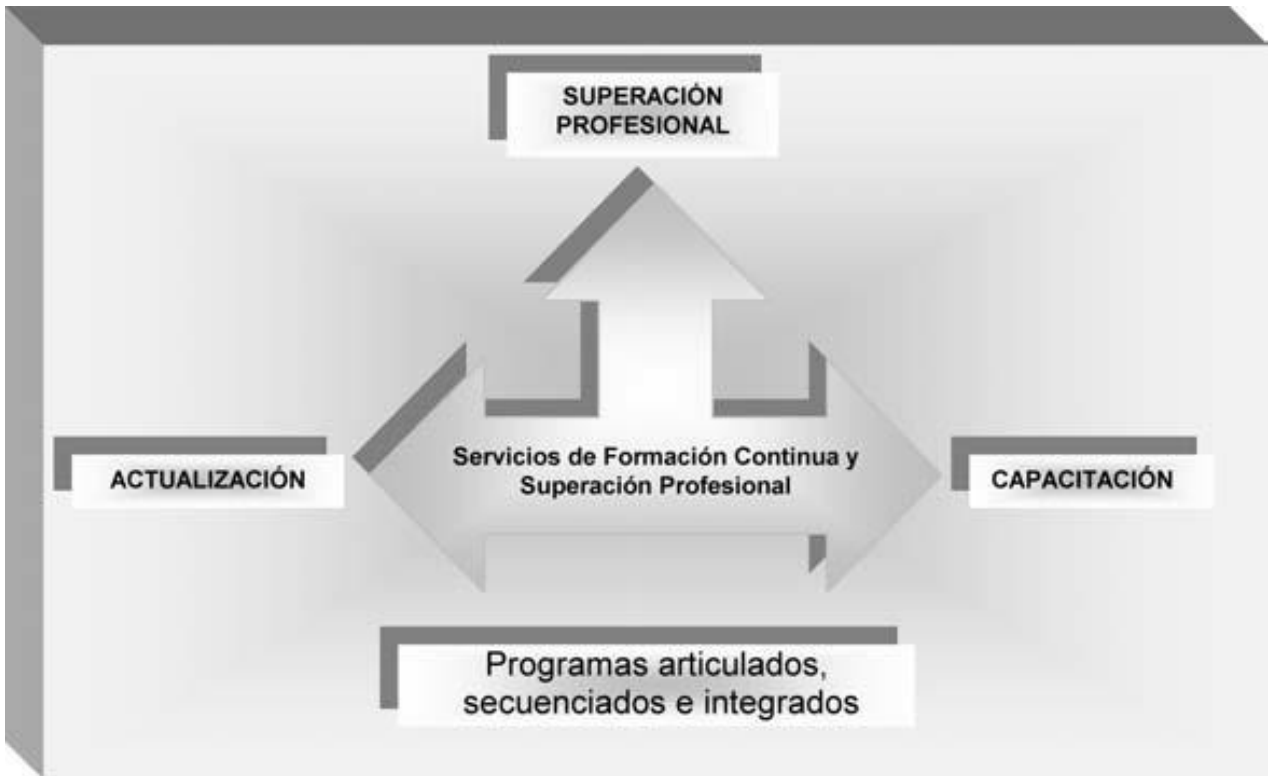 SUPERACIÓN
PROFESIONAL
Servicios de Formación Continua y
Superación Profesional
ACTUALIZACIÓN
CAPACITACIÓN
Programas articulados,
secuenciados e integrados